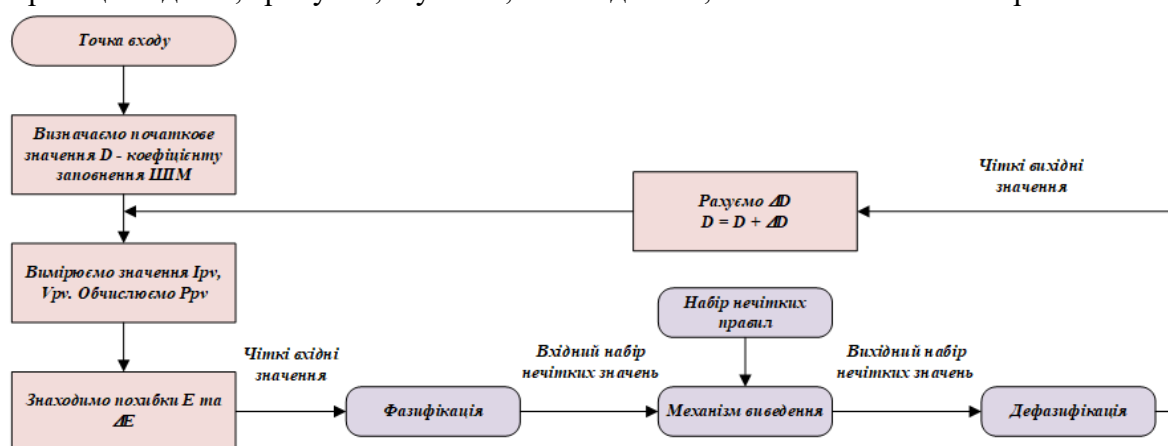 Точка входу
Визначаємо початкове
значення D - коефіцієнту
заповнення ШІМ
Чіткі вихідні
значення
Рахуємо ΔD
D = D + ΔD
Вимірюємо значення Ipv,
Vpv. Обчислюємо Ppv
Набір нечітких
правил
Чіткі вхідні
значення
Вхідний набір
нечітких значень
Вихідний набір
нечітких значень
Знаходимо похибки E та
ΔE
Фазифікація
Механізм виведення
Дефазифікація